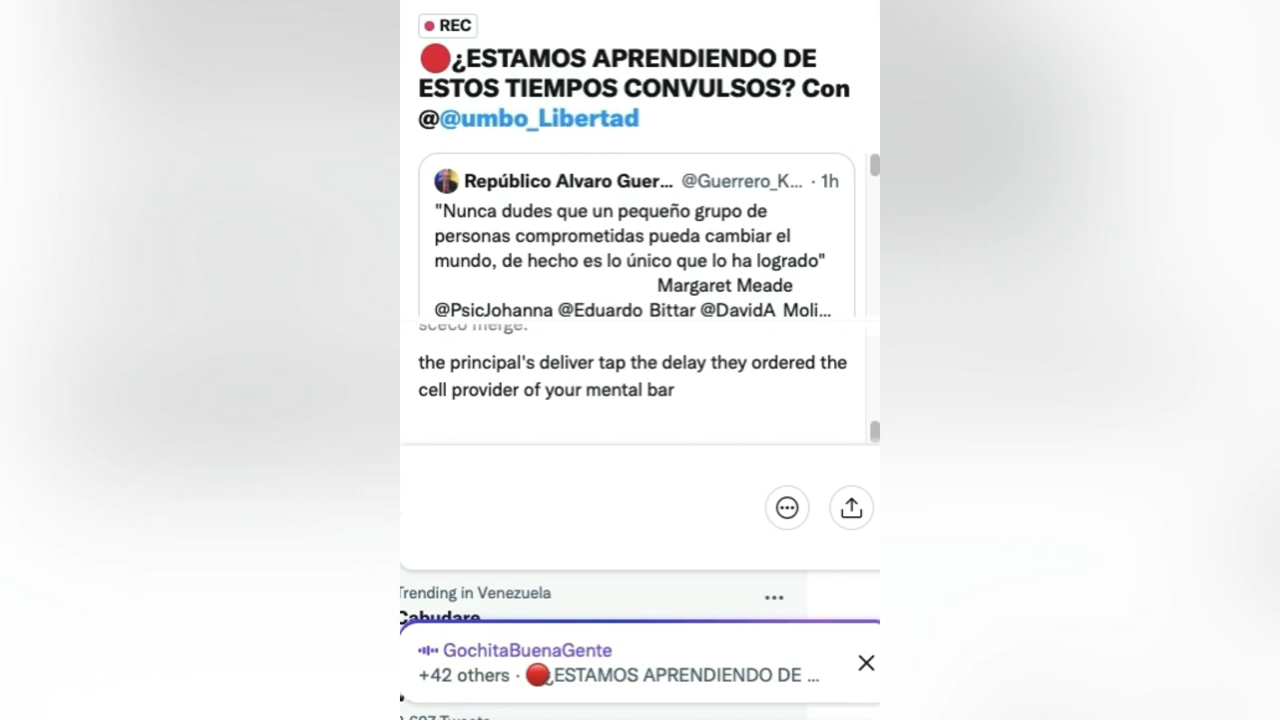 REC
🔴¿ESTAMOS APRENDIENDO DE
ESTOS TIEMPOS CONVULSOS? Con
@@umbo_Libertad
Repúblico Alvaro Guer... @Guerrero_K... · 1h
"Nunca dudes que un pequeño grupo de
personas comprometidas pueda cambiar el
mundo, de hecho es lo único que lo ha logrado"
Margaret Meade
@PsicJohanna @Eduardo_Bittar @DavidA_Moli...
merge.
the principal's deliver tap the delay they ordered the
cell provider of your mental bar
Trending in Venezuela
Cabudare
GochitaBuenaGente
+42 others · 🔴¿ESTAMOS APRENDIENDO DE ...
Tweets